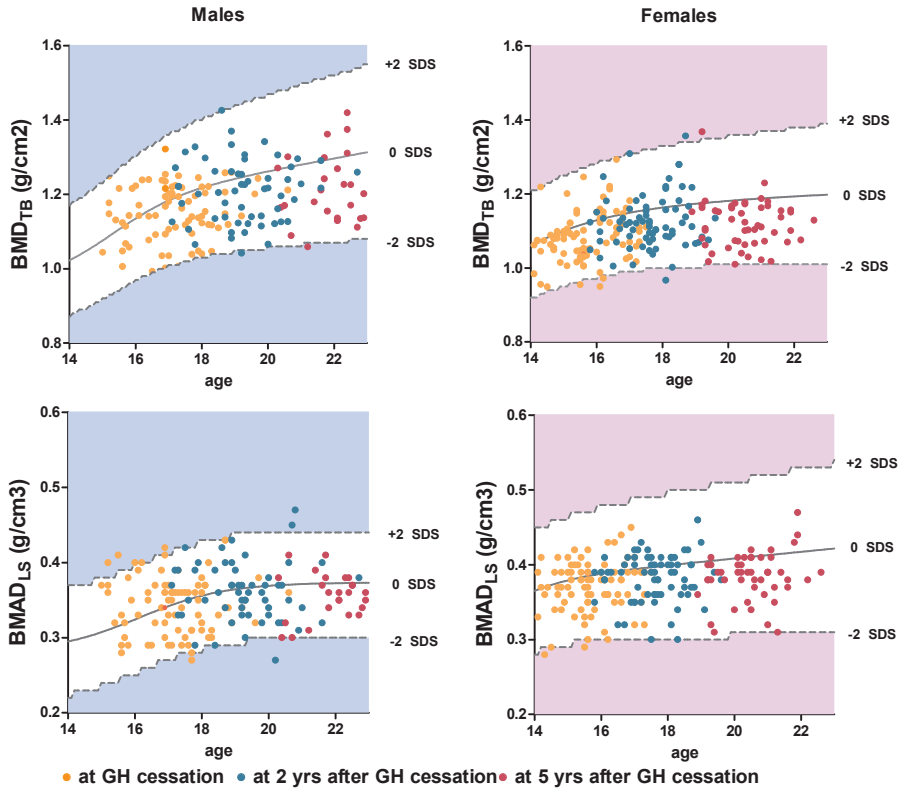 Males
Females
1.6
1.4
1.2
1.0
0.8
BMDTB (g/cm2)
14 16 18 20 22
age
+2 SDS
0 SDS
-2 SDS
1.6
1.4
1.2
1.0
0.8
BMDTB (g/cm2)
14 16 18 20 22
age
+2 SDS
0 SDS
-2 SDS
0.6
0.5
0.4
0.3
0.2
BMADLS (g/cm3)
14 16 18 20 22
age
+2 SDS
0 SDS
-2 SDS
0.6
0.5
0.4
0.3
0.2
BMADLS (g/cm3)
14 16 18 20 22
age
+2 SDS
0 SDS
-2 SDS
at GH cessation at 2 yrs after GH cessation at 5 yrs after GH cessation